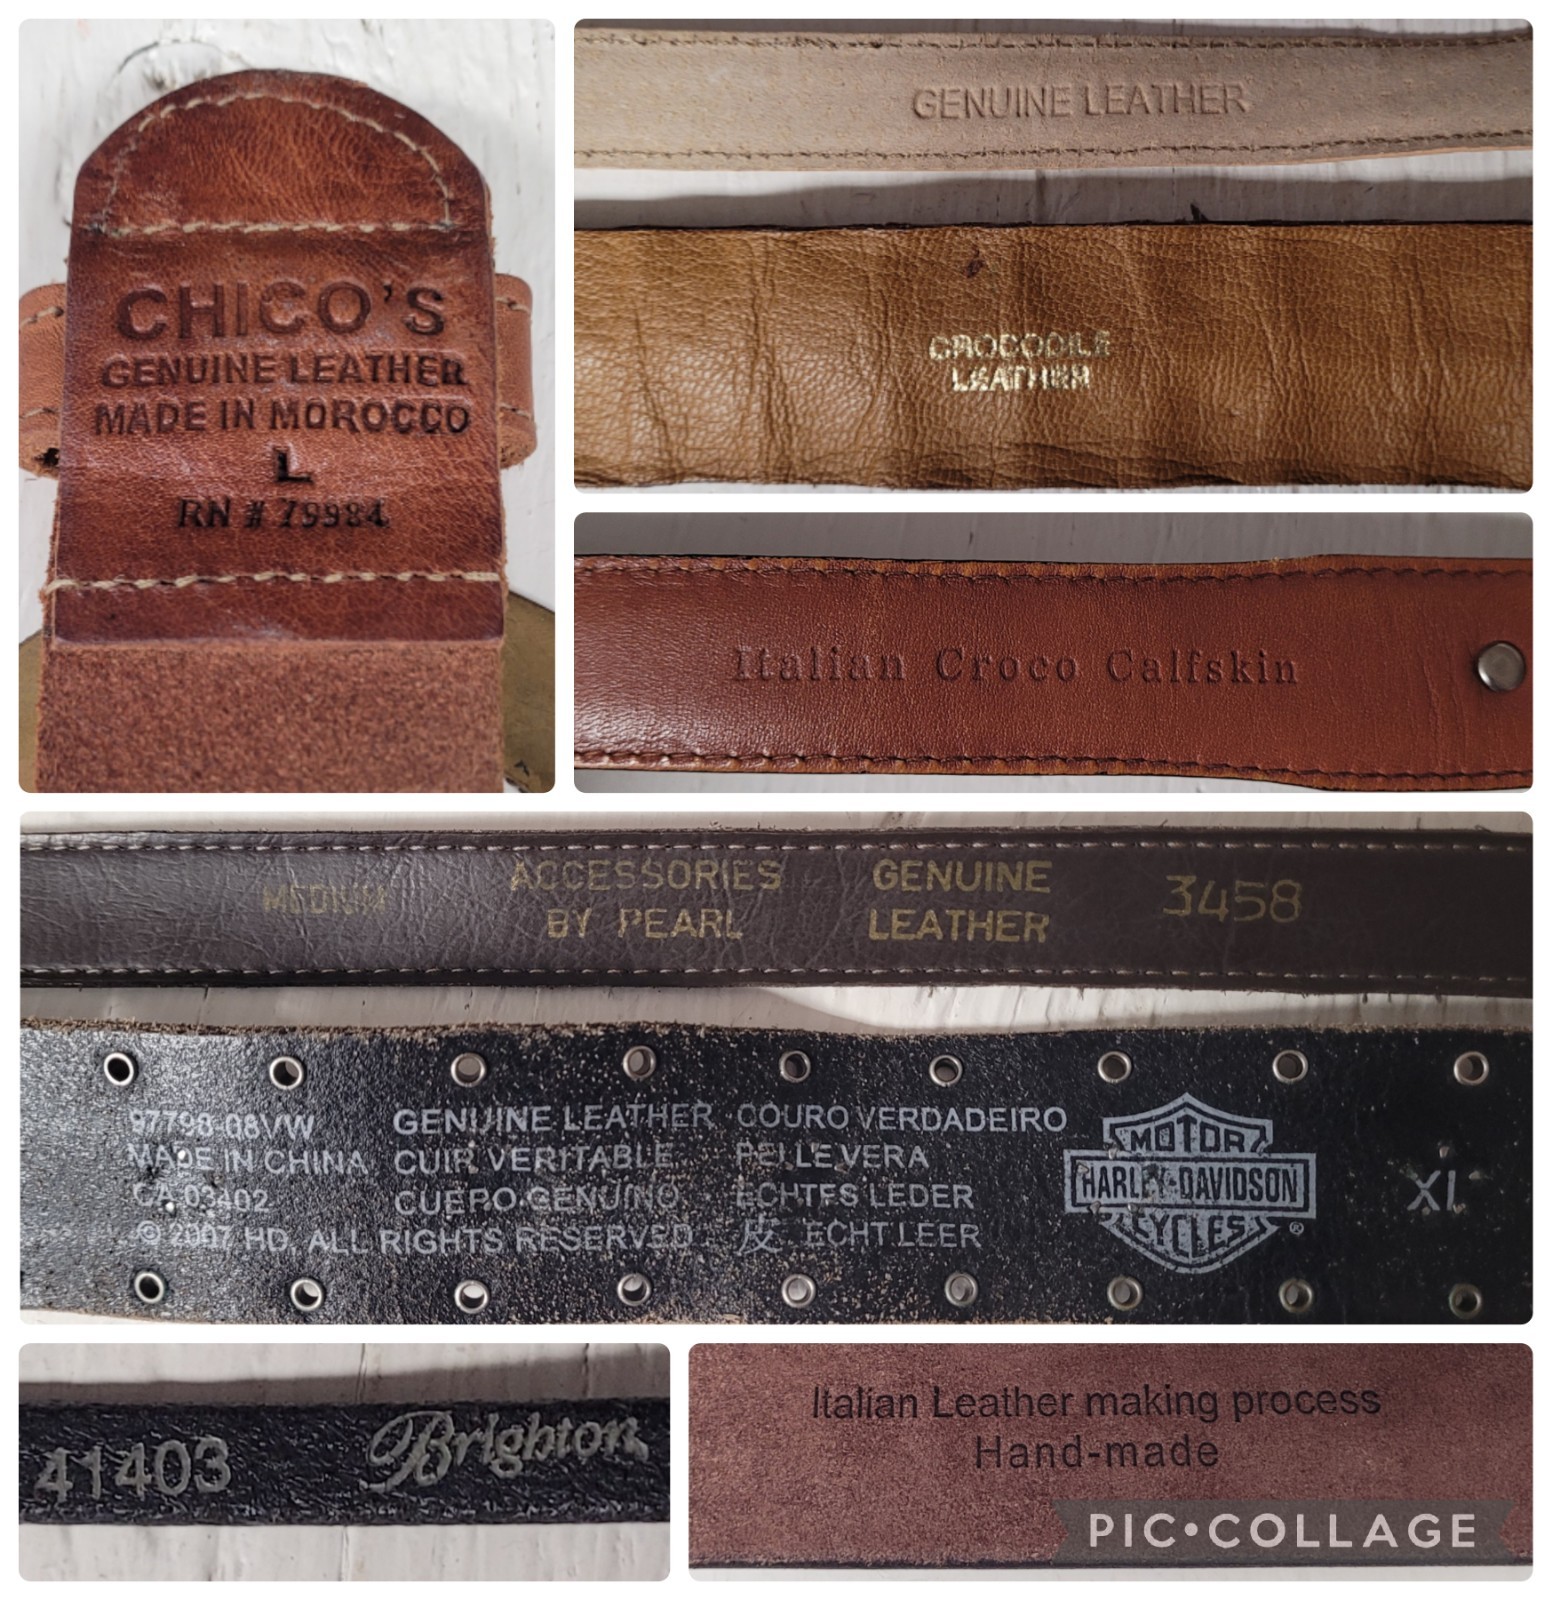 CHICO'S
GENUINE LEATHER
MADE IN MOROCCO
L
RN # 79984
GENUINE LEATHER
CROCODILE
LEATHER
Italian Croco Calfskin
MEDIUM
ACCESSORIES
BY PEARL
GENUINE
LEATHER
3458
97798-08VW
MADE IN CHINA
CA 03402
© 2007 HD. ALL RIGHTS RESERVED
GENUINE LEATHER
CUIR VERITABLE
CUERO GENUINO
COURO VERDADEIRO
PELLE VERA
ECHTES LEDER
皮 ECHT LEER
MOTOR
HARLEY-DAVIDSON
CYCLES
®
XL
41403
Brighton
Italian Leather making process
Hand-made
PIC•COLLAGE